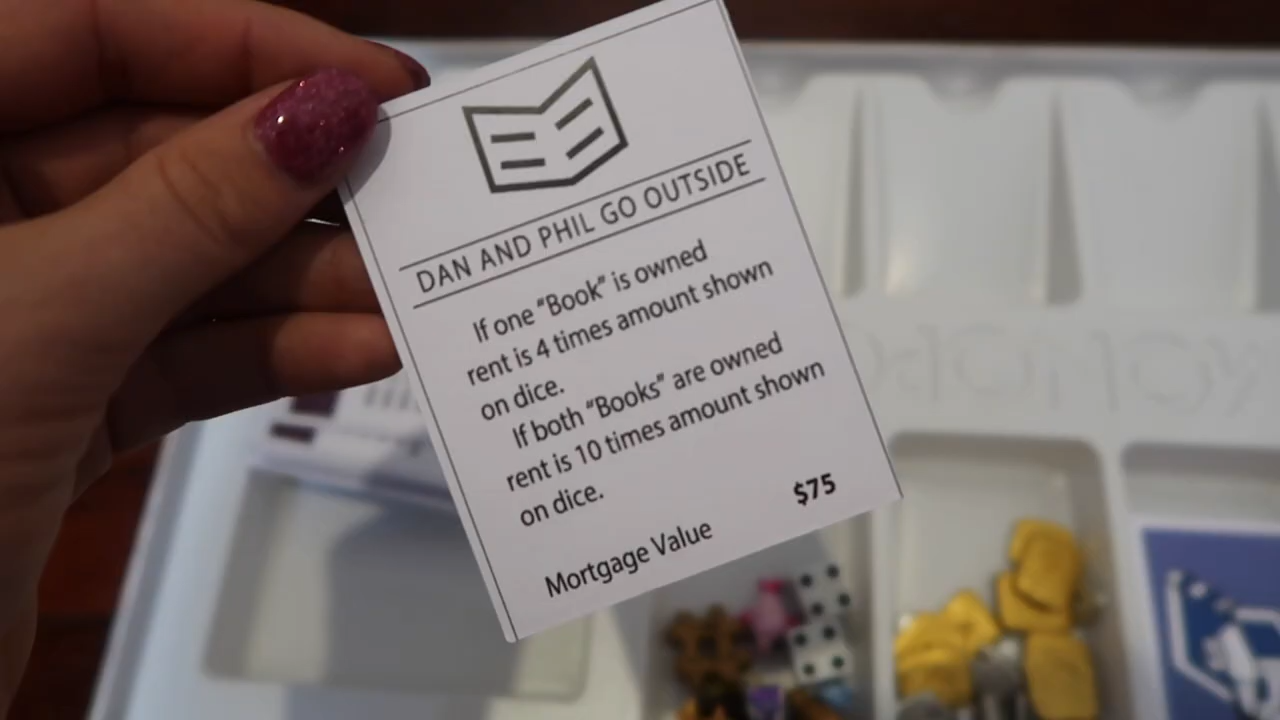 DAN AND PHIL GO OUTSIDE
If one “Book” is owned
rent is 4 times amount shown
on dice.
If both “Books” are owned
rent is 10 times amount shown
on dice.
Mortgage Value $75